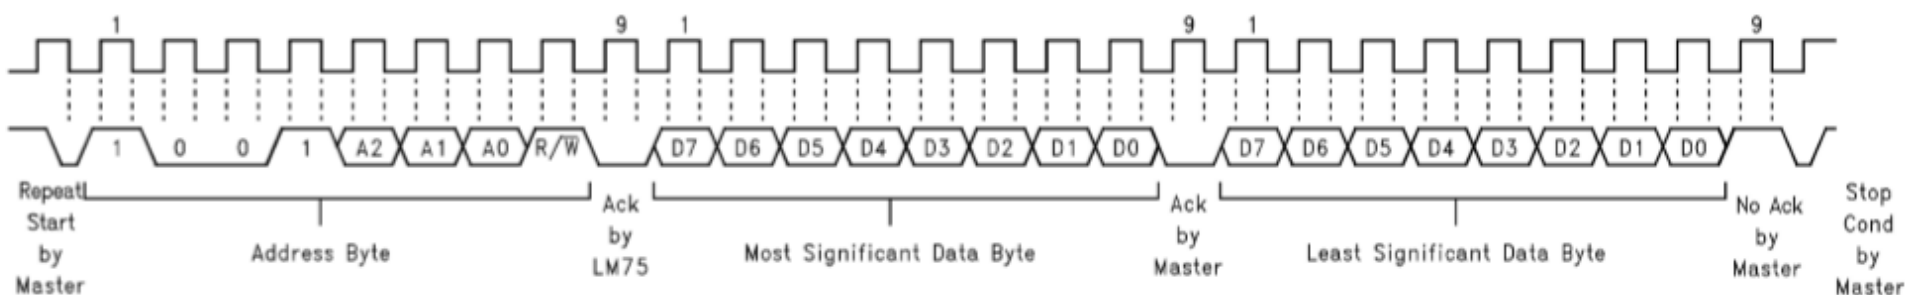 1 9 1 9 1 9
1 0 0 1 A2 A1 A0 R/W̅ D7 D6 D5 D4 D3 D2 D1 D0 D7 D6 D5 D4 D3 D2 D1 D0
Repeat
Start
by
Master
Address Byte
Ack
by
LM75
Most Significant Data Byte
Ack
by
Master
Least Significant Data Byte
No Ack
by
Master
Stop
Cond
by
Master